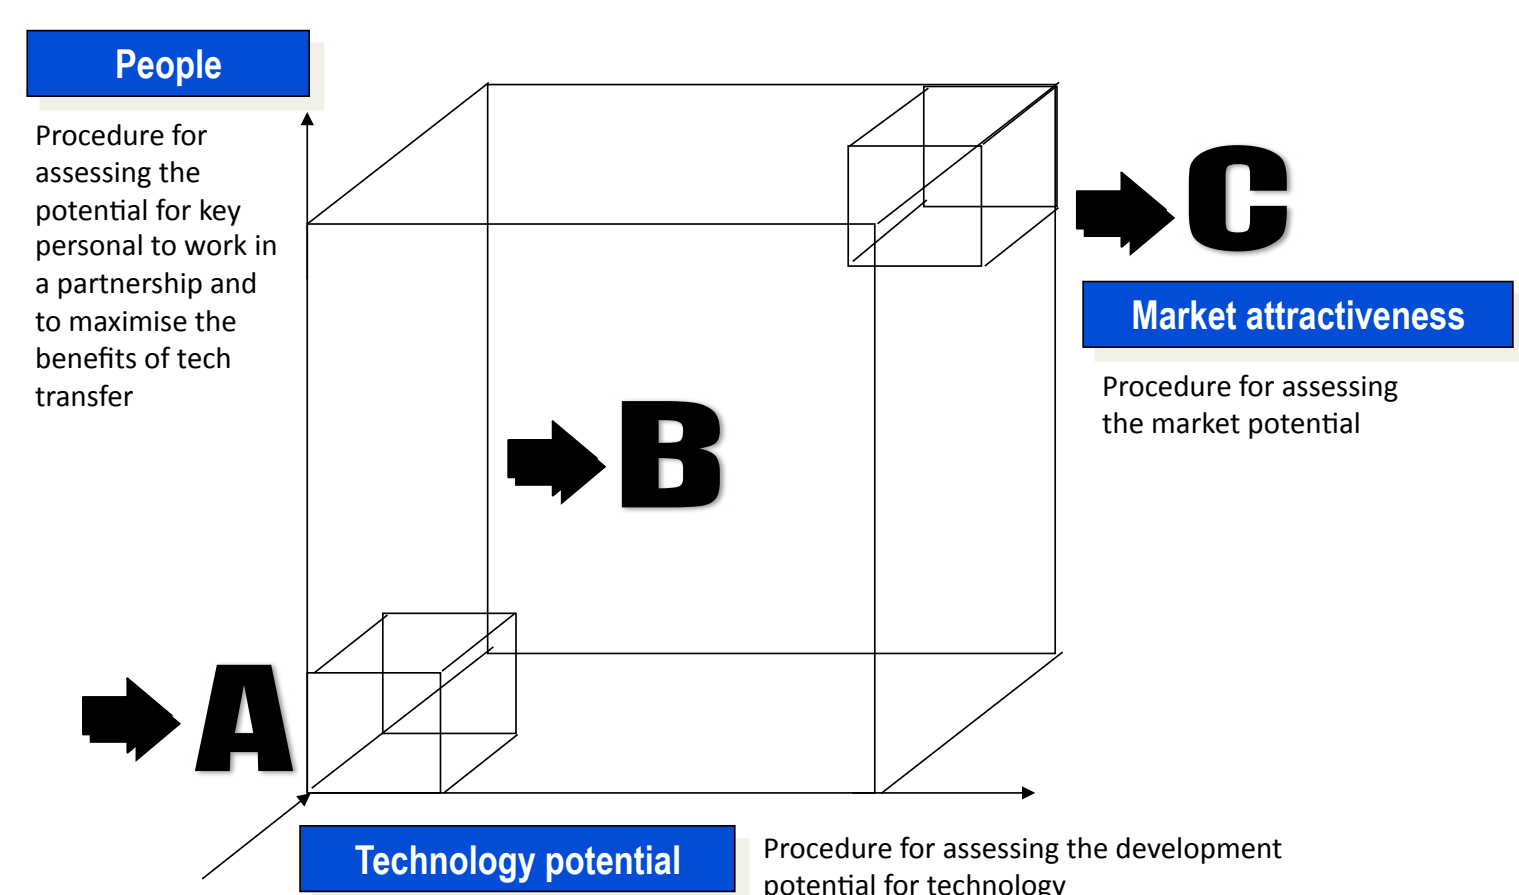 People
Procedure for
assessing the
potential for key
personal to work in
a partnership and
to maximise the
benefits of tech
transfer
C
Market attractiveness
Procedure for assessing
the market potential
B
A
Technology potential
Procedure for assessing the development
potential for technology